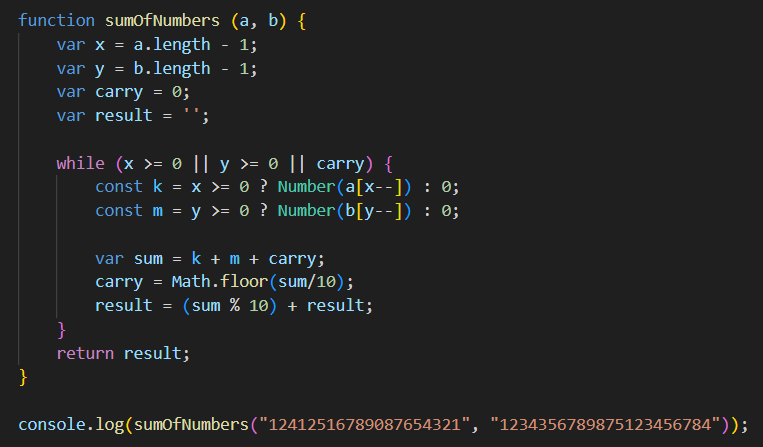 function sumOfNumbers (a, b) {
    var x = a.length - 1;
    var y = b.length - 1;
    var carry = 0;
    var result = '';

    while (x >= 0 || y >= 0 || carry) {
        const k = x >= 0 ? Number(a[x--]) : 0;
        const m = y >= 0 ? Number(b[y--]) : 0;

        var sum = k + m + carry;
        carry = Math.floor(sum/10);
        result = (sum % 10) + result;
    }
    return result;
}

console.log(sumOfNumbers("12412516789087654321", "1234356789875123456784"));